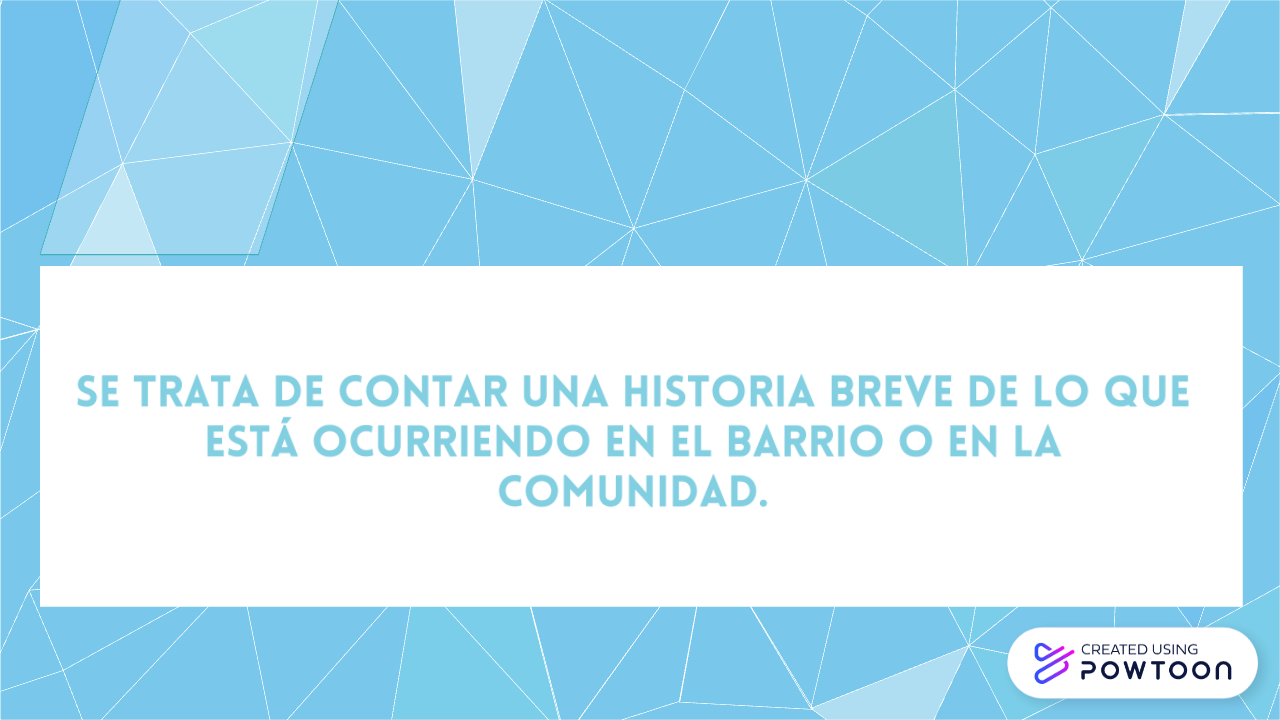 SE TRATA DE CONTAR UNA HISTORIA BREVE DE LO QUE
ESTÁ OCURRIENDO EN EL BARRIO O EN LA
COMUNIDAD.
CREATED USING
POWTOON